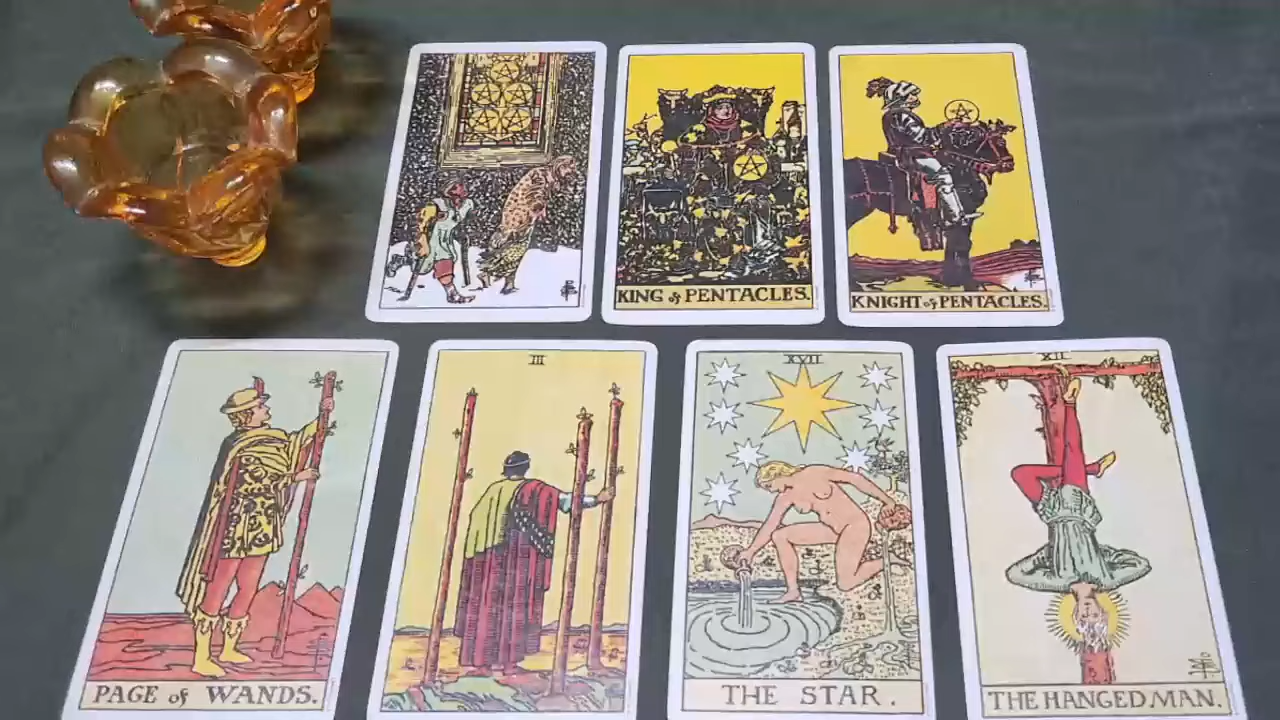 KING of PENTACLES.
KNIGHT of PENTACLES.
III
XVII
XII
PAGE of WANDS.
THE STAR.
THE HANGED MAN.